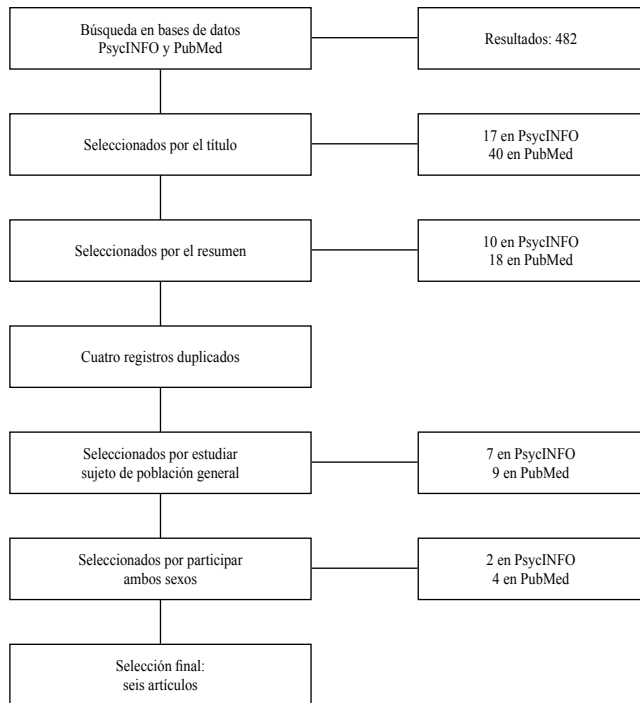 Búsqueda en bases de datos
PsycINFO y PubMed
Resultados: 482
Seleccionados por el título
17 en PsycINFO
40 en PubMed
Seleccionados por el resumen
10 en PsycINFO
18 en PubMed
Cuatro registros duplicados
Seleccionados por estudiar
sujeto de población general
7 en PsycINFO
9 en PubMed
Seleccionados por participar
ambos sexos
2 en PsycINFO
4 en PubMed
Selección final:
seis artículos